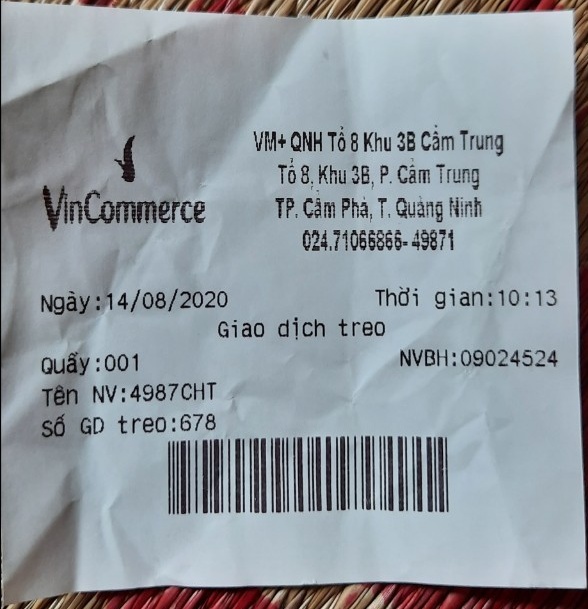 VM+ QNH Tổ 8 Khu 3B Cẩm Trung
Tổ 8, Khu 3B, P. Cẩm Trung
VinCommerce
TP. Cẩm Phả, T. Quảng Ninh
024.71066866- 49871
Ngày:14/08/2020 Thời gian:10:13
Giao dịch treo
Quầy:001 NVBH:09024524
Tên NV:4987CHT
Số GD treo:678